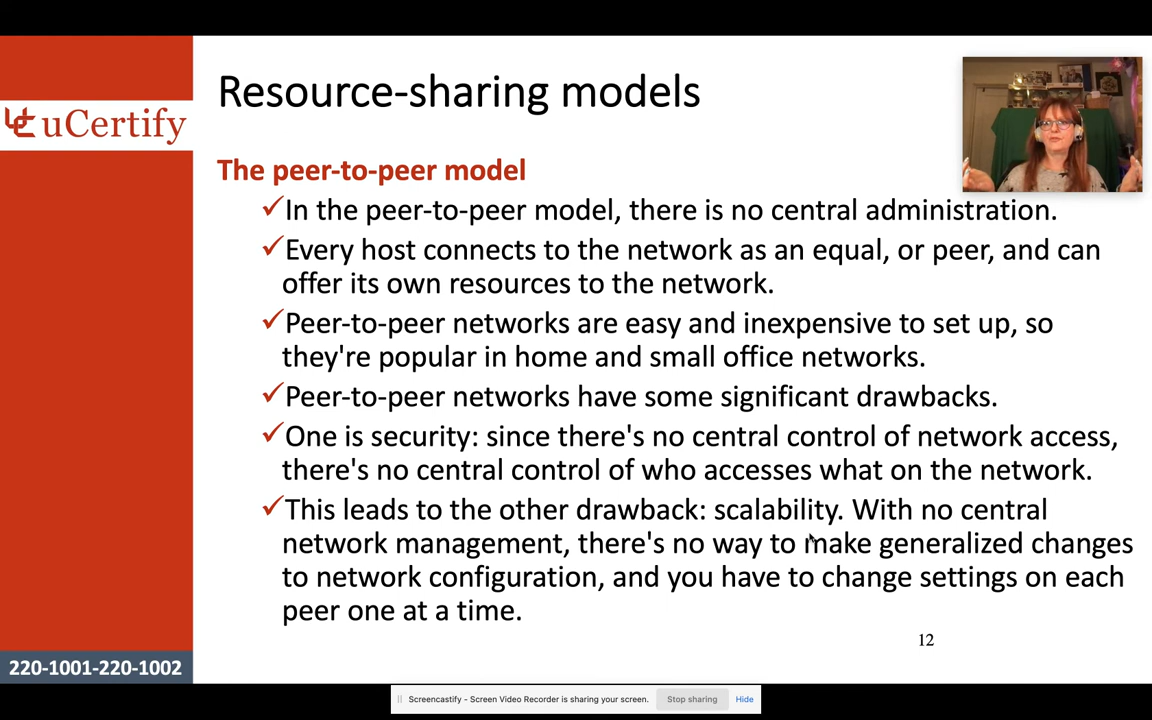 Resource-sharing models
uCertify
The peer-to-peer model
✓In the peer-to-peer model, there is no central administration.
✓Every host connects to the network as an equal, or peer, and can
offer its own resources to the network.
✓Peer-to-peer networks are easy and inexpensive to set up, so
they're popular in home and small office networks.
✓Peer-to-peer networks have some significant drawbacks.
✓One is security: since there's no central control of network access,
there's no central control of who accesses what on the network.
✓This leads to the other drawback: scalability. With no central
network management, there's no way to make generalized changes
to network configuration, and you have to change settings on each
peer one at a time.
12
220-1001-220-1002
Screencastify - Screen Video Recorder is sharing your screen. Stop sharing Hide